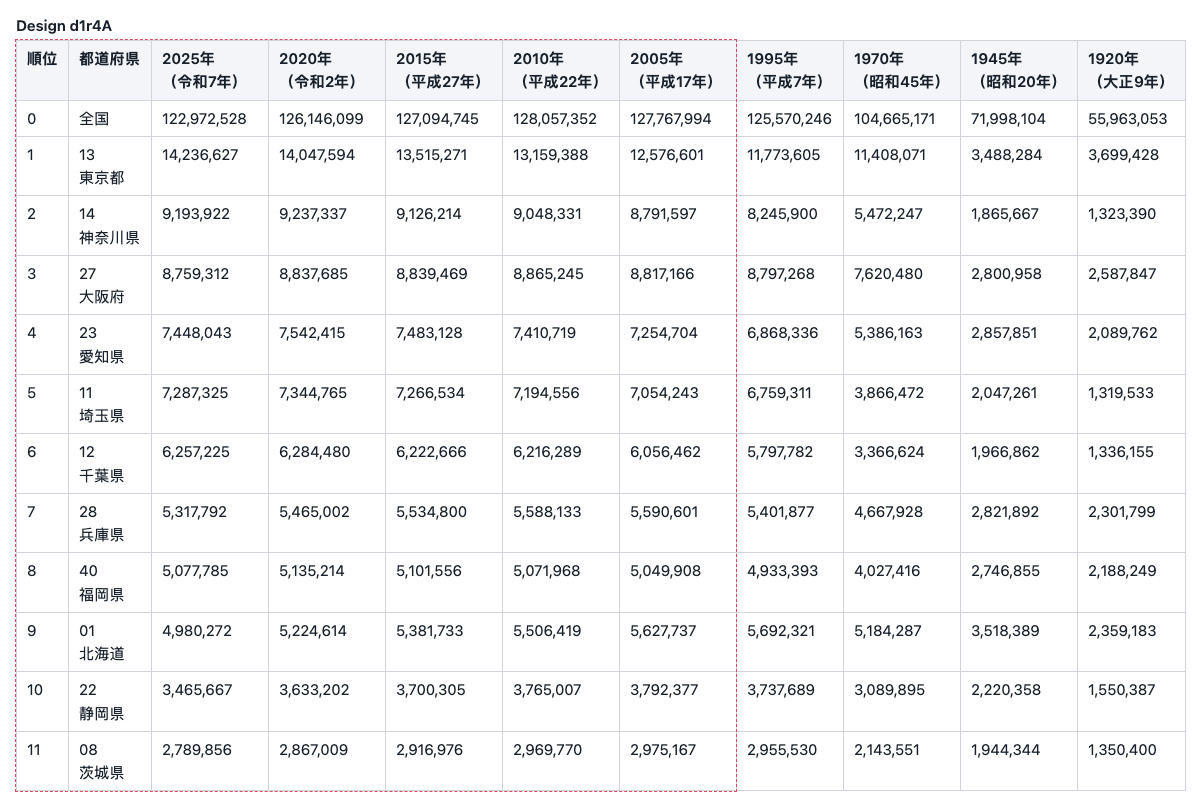 Design d1r4A
順位 都道府県 2025年 2020年 2015年 2010年 2005年 1995年 1970年 1945年 1920年
（令和7年） （令和2年） （平成27年） （平成22年） （平成17年） （平成7年） （昭和45年） （昭和20年） （大正9年）
0 全国 122,972,528 126,146,099 127,094,745 128,057,352 127,767,994 125,570,246 104,665,171 71,998,104 55,963,053
1 13 14,236,627 14,047,594 13,515,271 13,159,388 12,576,601 11,773,605 11,408,071 3,488,284 3,699,428
東京都
2 14 9,193,922 9,237,337 9,126,214 9,048,331 8,791,597 8,245,900 5,472,247 1,865,667 1,323,390
神奈川県
3 27 8,759,312 8,837,685 8,839,469 8,865,245 8,817,166 8,797,268 7,620,480 2,800,958 2,587,847
大阪府
4 23 7,448,043 7,542,415 7,483,128 7,410,719 7,254,704 6,868,336 5,386,163 2,857,851 2,089,762
愛知県
5 11 7,287,325 7,344,765 7,266,534 7,194,556 7,054,243 6,759,311 3,866,472 2,047,261 1,319,533
埼玉県
6 12 6,257,225 6,284,480 6,222,666 6,216,289 6,056,462 5,797,782 3,366,624 1,966,862 1,336,155
千葉県
7 28 5,317,792 5,465,002 5,534,800 5,588,133 5,590,601 5,401,877 4,667,928 2,821,892 2,301,799
兵庫県
8 40 5,077,785 5,135,214 5,101,556 5,071,968 5,049,908 4,933,393 4,027,416 2,746,855 2,188,249
福岡県
9 01 4,980,272 5,224,614 5,381,733 5,506,419 5,627,737 5,692,321 5,184,287 3,518,389 2,359,183
北海道
10 22 3,465,667 3,633,202 3,700,305 3,765,007 3,792,377 3,737,689 3,089,895 2,220,358 1,550,387
静岡県
11 08 2,789,856 2,867,009 2,916,976 2,969,770 2,975,167 2,955,530 2,143,551 1,944,344 1,350,400
茨城県